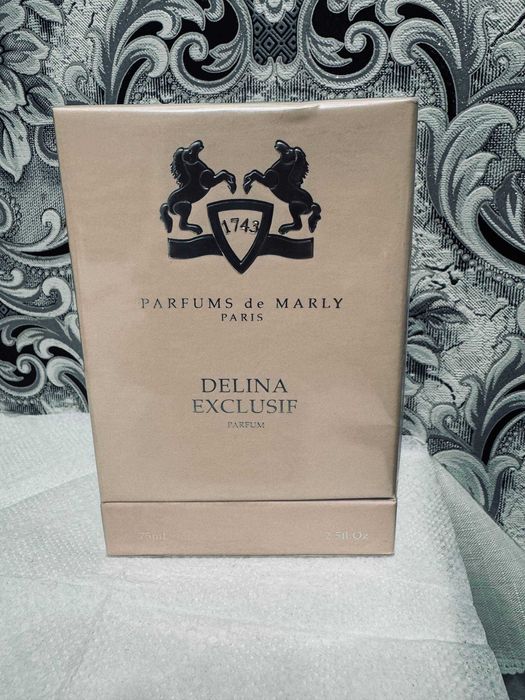 1743
PARFUMS de MARLY
PARIS
DELINA
EXCLUSIF
PARFUM
75ml
2.5fl.Oz